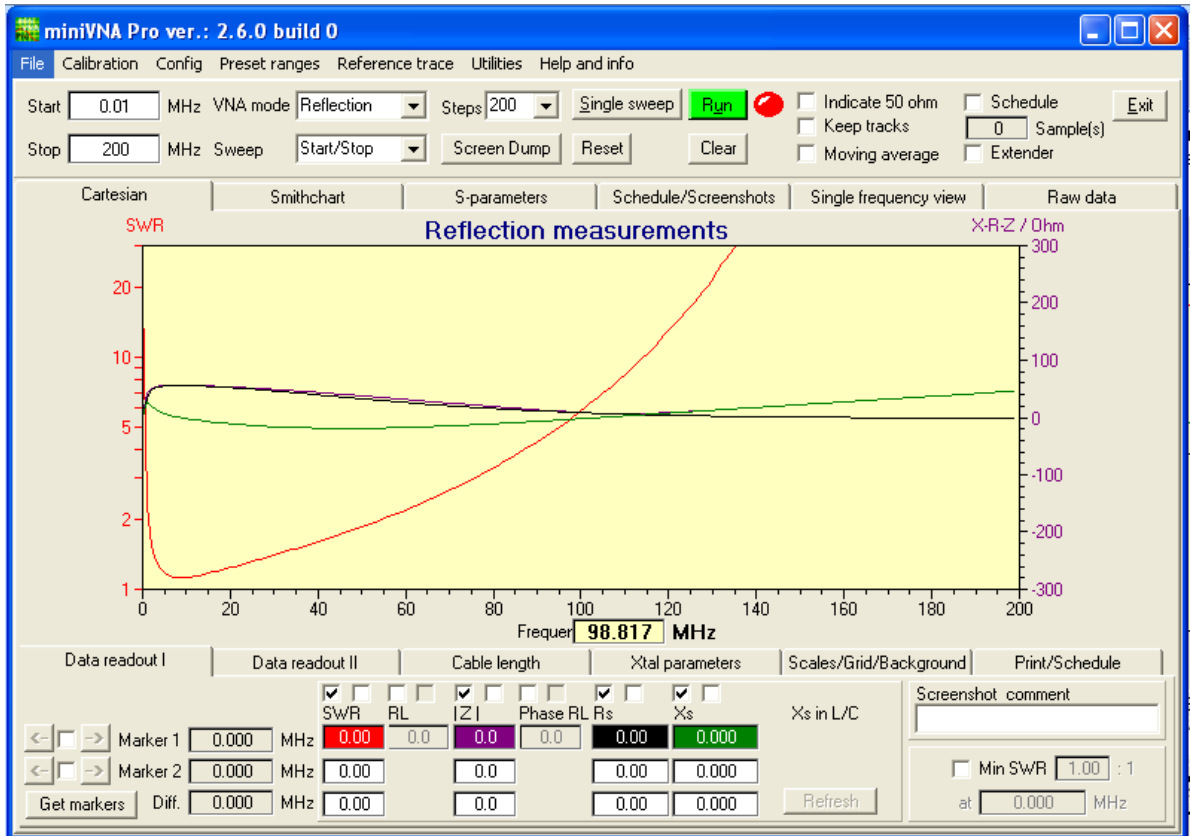 miniVNA Pro ver.: 2.6.0 build 0
File Calibration Config Preset ranges Reference trace Utilities Help and info
Start 0.01 MHz VNA mode Reflection Steps 200 Single sweep Run Indicate 50 ohm Schedule Exit
Keep tracks 0 Sample(s)
Stop 200 MHz Sweep Start/Stop Screen Dump Reset Clear Moving average Extender
Cartesian Smithchart S-parameters Schedule/Screenshots Single frequency view Raw data
SWR Reflection measurements X-R-Z / Ohm
300
20
200
10 100
5 0
-100
2
-200
1 -300
0 20 40 60 80 100 120 140 160 180 200
Frequer 98.817 MHz
Data readout I Data readout II Cable length Xtal parameters Scales/Grid/Background Print/Schedule
SWR RL |Z| Phase RL Rs Xs Xs in L/C Screenshot comment
<- -> Marker 1 0.000 MHz 0.00 0.0 0.0 0.0 0.00 0.000
<- -> Marker 2 0.000 MHz 0.00 0.0 0.00 0.000 Min SWR 1.00 : 1
Get markers Diff. 0.000 MHz 0.00 0.0 0.00 0.000 Refresh at 0.000 MHz